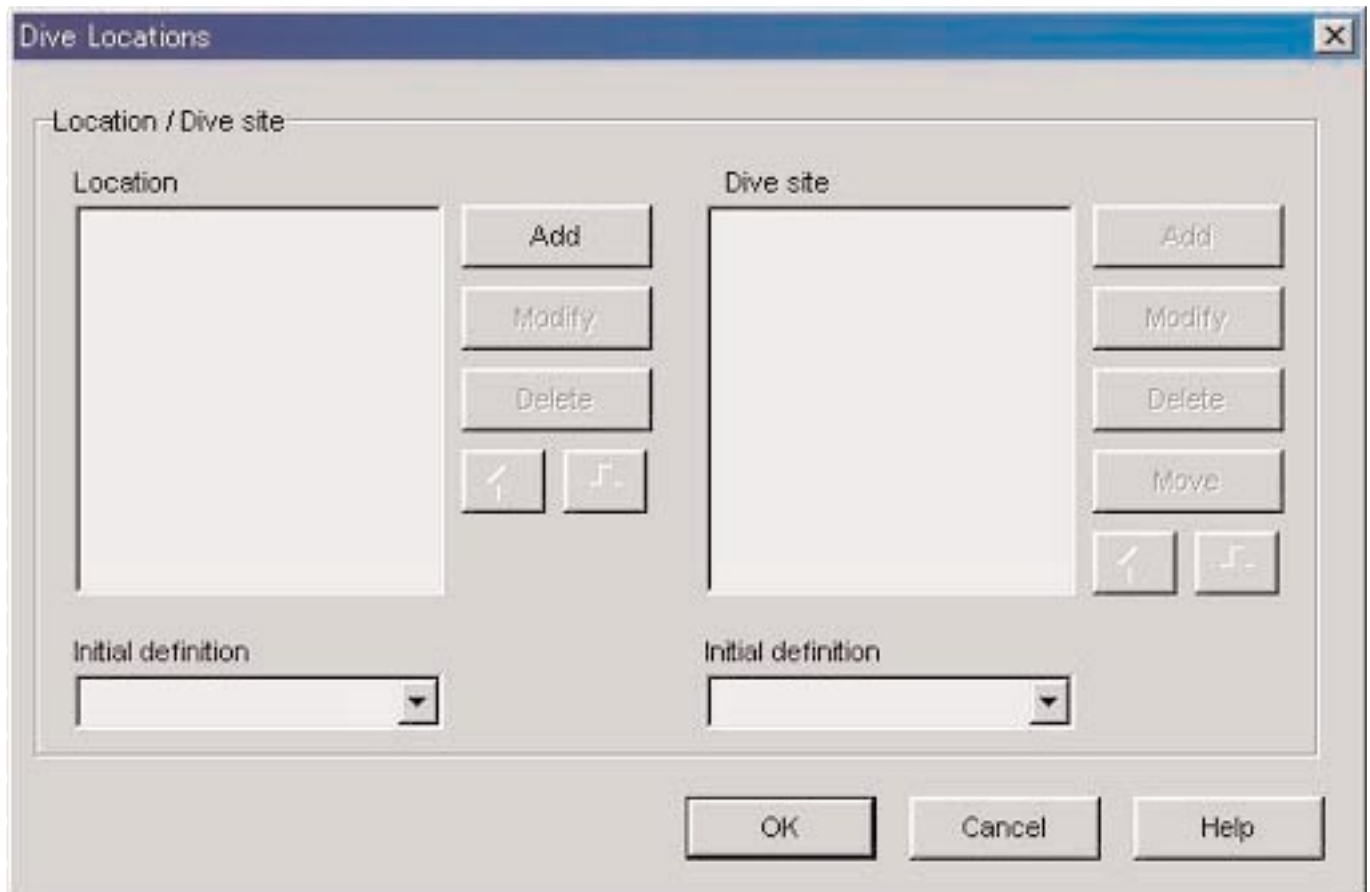 Dive Locations
Location / Dive site
Location
Add
Modify
Delete
Dive site
Add
Modify
Delete
Move
Initial definition
Initial definition
OK Cancel Help